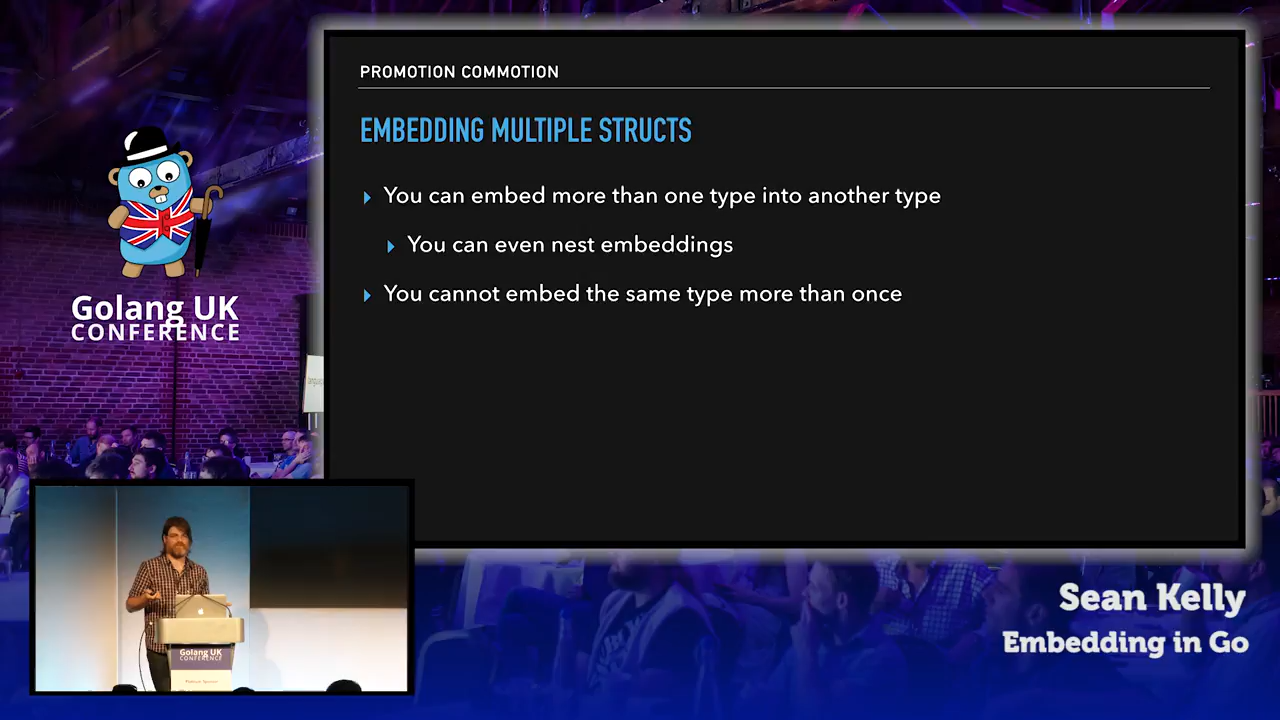 PROMOTION COMMOTION
EMBEDDING MULTIPLE STRUCTS
You can embed more than one type into another type
You can even nest embeddings
You cannot embed the same type more than once
Golang UK
CONFERENCE
Golang UK
CONFERENCE
Sean Kelly
Embedding in Go